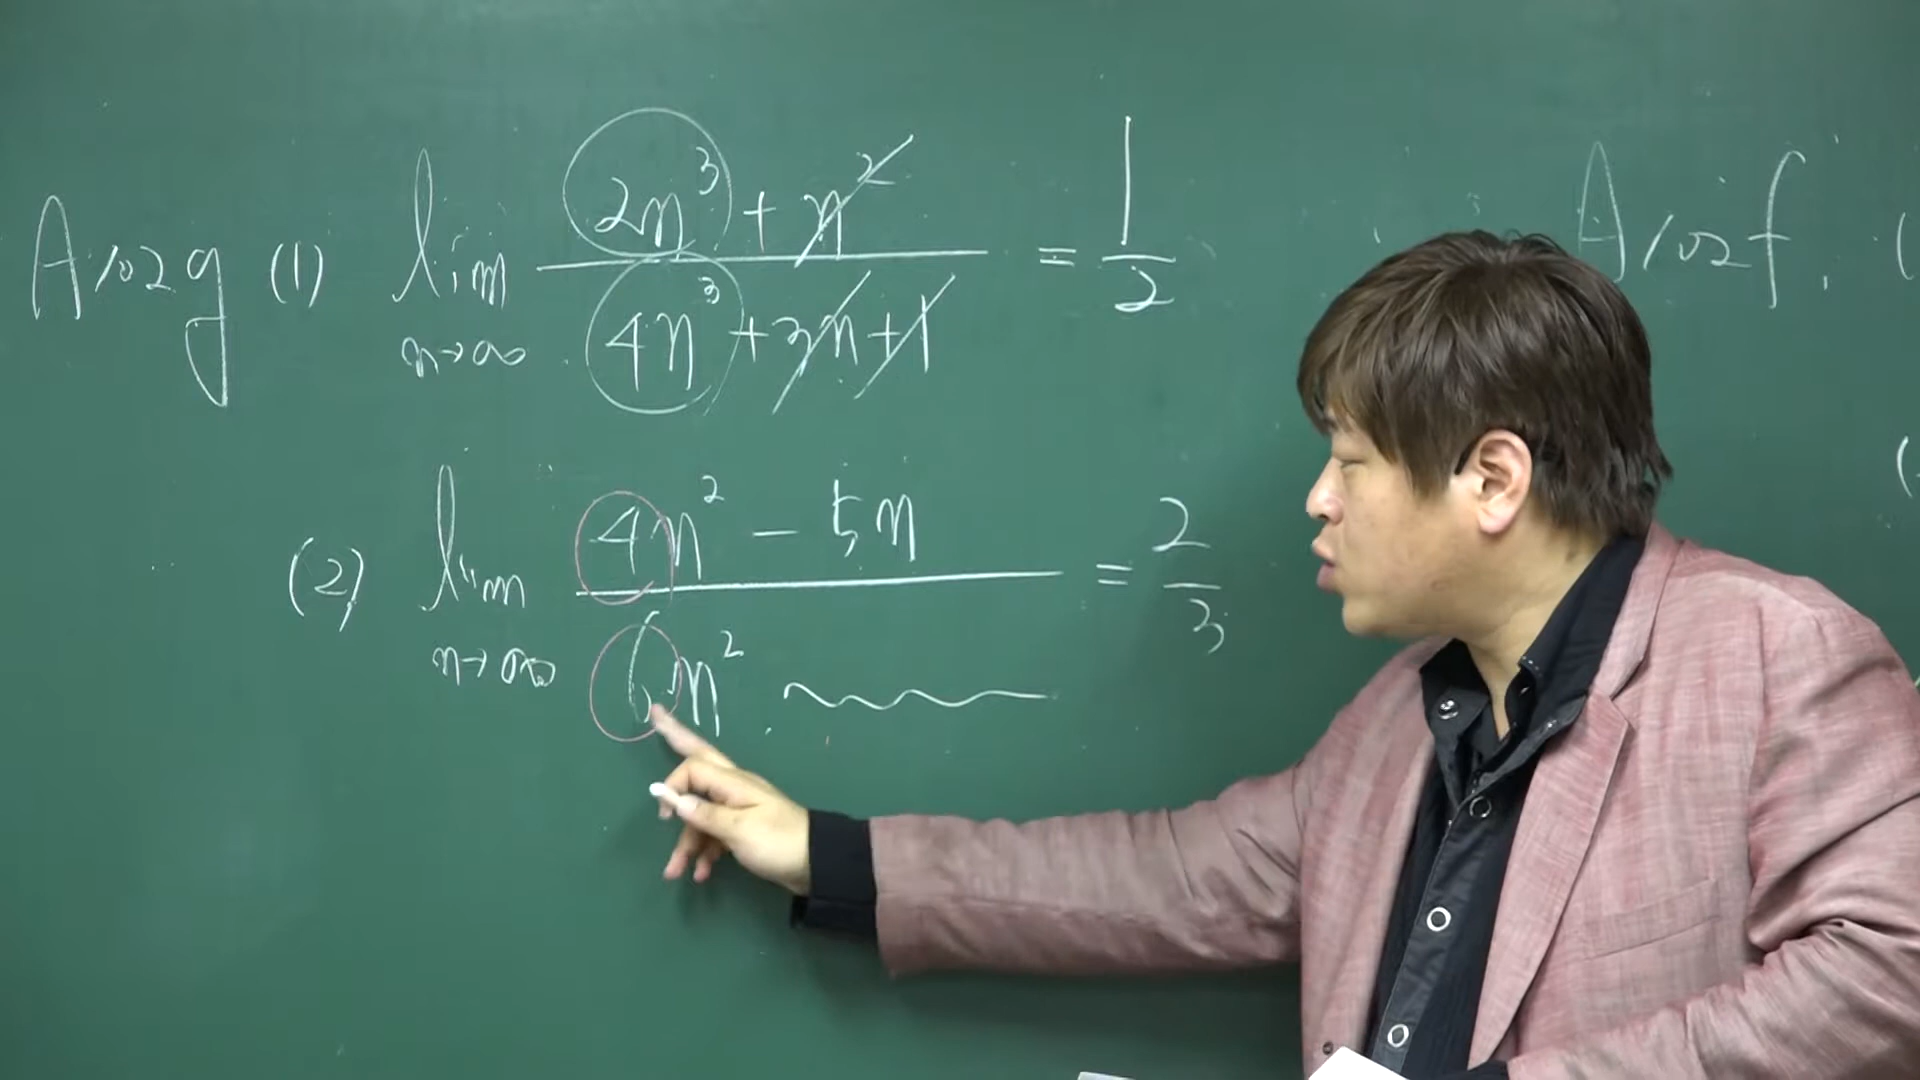 A102g (1) lim n→∞ (2n³ + n²)/(4n³ + 3n + 1) = 1/2
(2) lim n→∞ (4n² − 5n)/(6n²) = 2/3
A102f. (
(